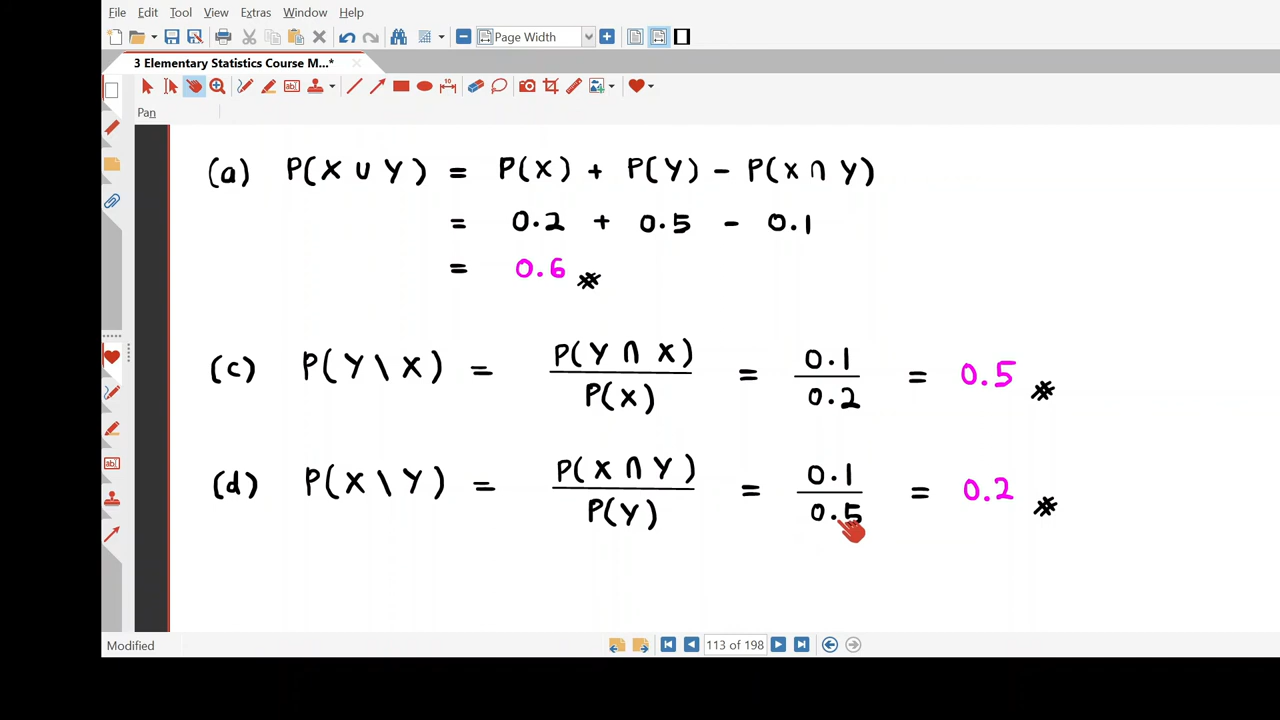 File Edit Tool View Extras Window Help
Page Width
3 Elementary Statistics Course M...*
Pan
(a) P(X ∪ Y) = P(X) + P(Y) - P(X ∩ Y)
= 0.2 + 0.5 - 0.1
= 0.6 *
(c) P(Y \ X) = P(Y ∩ X) / P(X) = 0.1 / 0.2 = 0.5 *
(d) P(X \ Y) = P(X ∩ Y) / P(Y) = 0.1 / 0.5 = 0.2 *
Modified
113 of 198